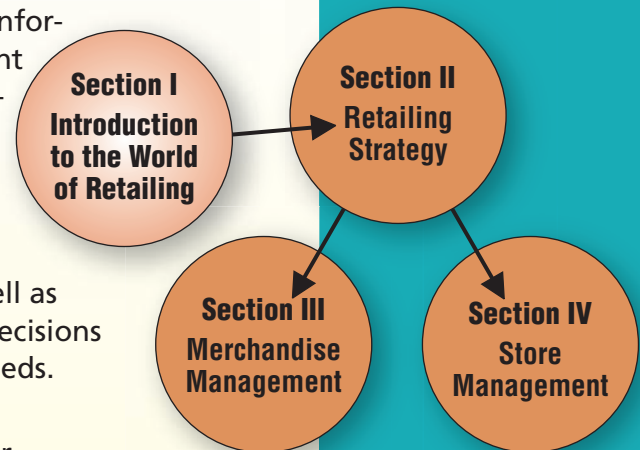 nfor-
nt
-
Section I
Introduction
to the World
of Retailing
Section II
Retailing
Strategy
ell as
ecisions
eds.
Section III
Merchandise
Management
Section IV
Store
Management